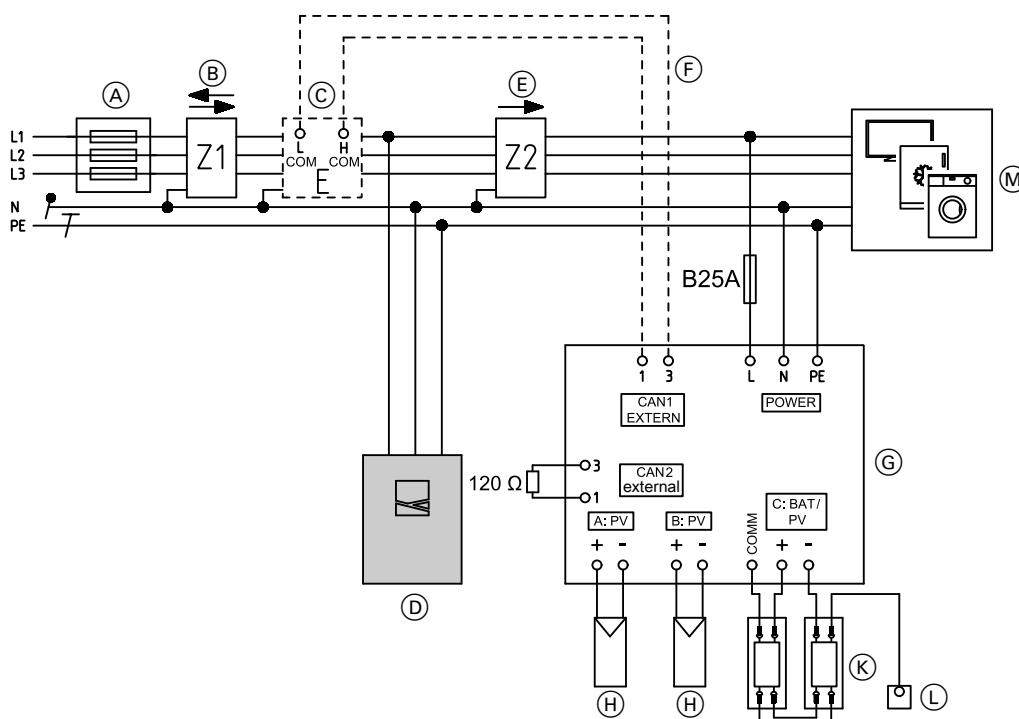 B
E
A
C
F
L1
L2
L3
N
PE
Z1
L
H
COM
COM
E
Z2
M
B25A
1
3
L
N
PE
CAN1
EXTERN
POWER
G
120 Ω
3
1
CAN2
external
A: PV
B: PV
COMM
C: BAT/
PV
+
-
+
-
+
-
D
H
H
K
L